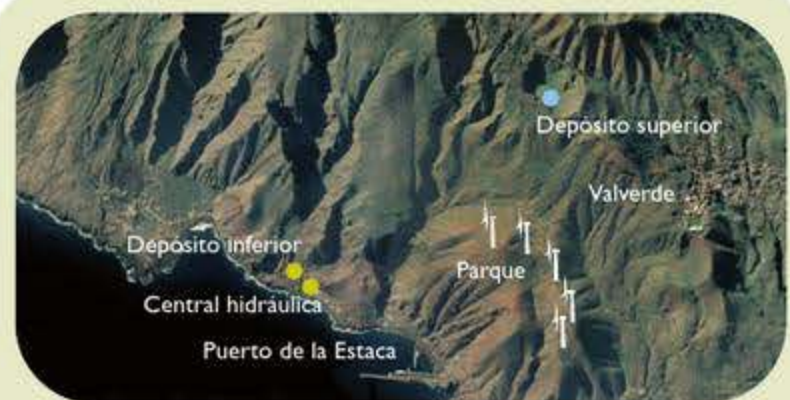 Depósito superior
Valverde
Depósito inferior
Parque
Central hidráulica
Puerto de la Estaca